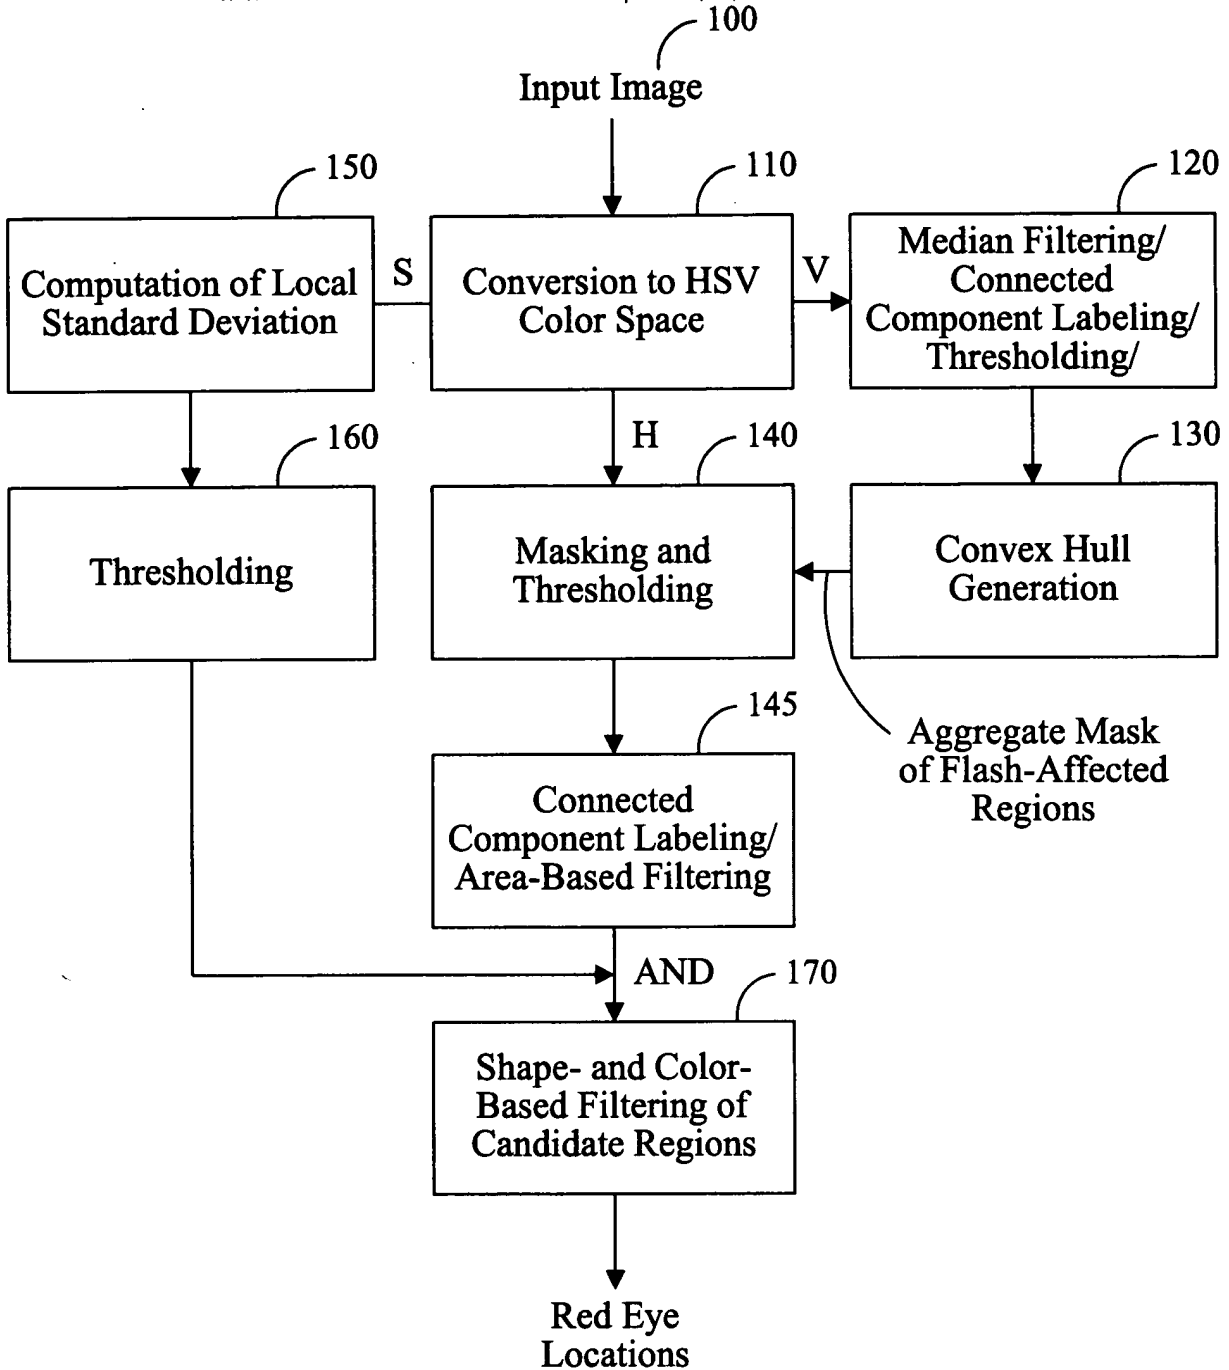 100
Input Image
150
110
120
Computation of Local
Standard Deviation
S
Conversion to HSV
Color Space
V
Median Filtering/
Connected
Component Labeling/
Thresholding/
160
H
140
130
Thresholding
Masking and
Thresholding
Convex Hull
Generation
145
Aggregate Mask
of Flash-Affected
Regions
Connected
Component Labeling/
Area-Based Filtering
AND
170
Shape- and Color-
Based Filtering of
Candidate Regions
Red Eye
Locations